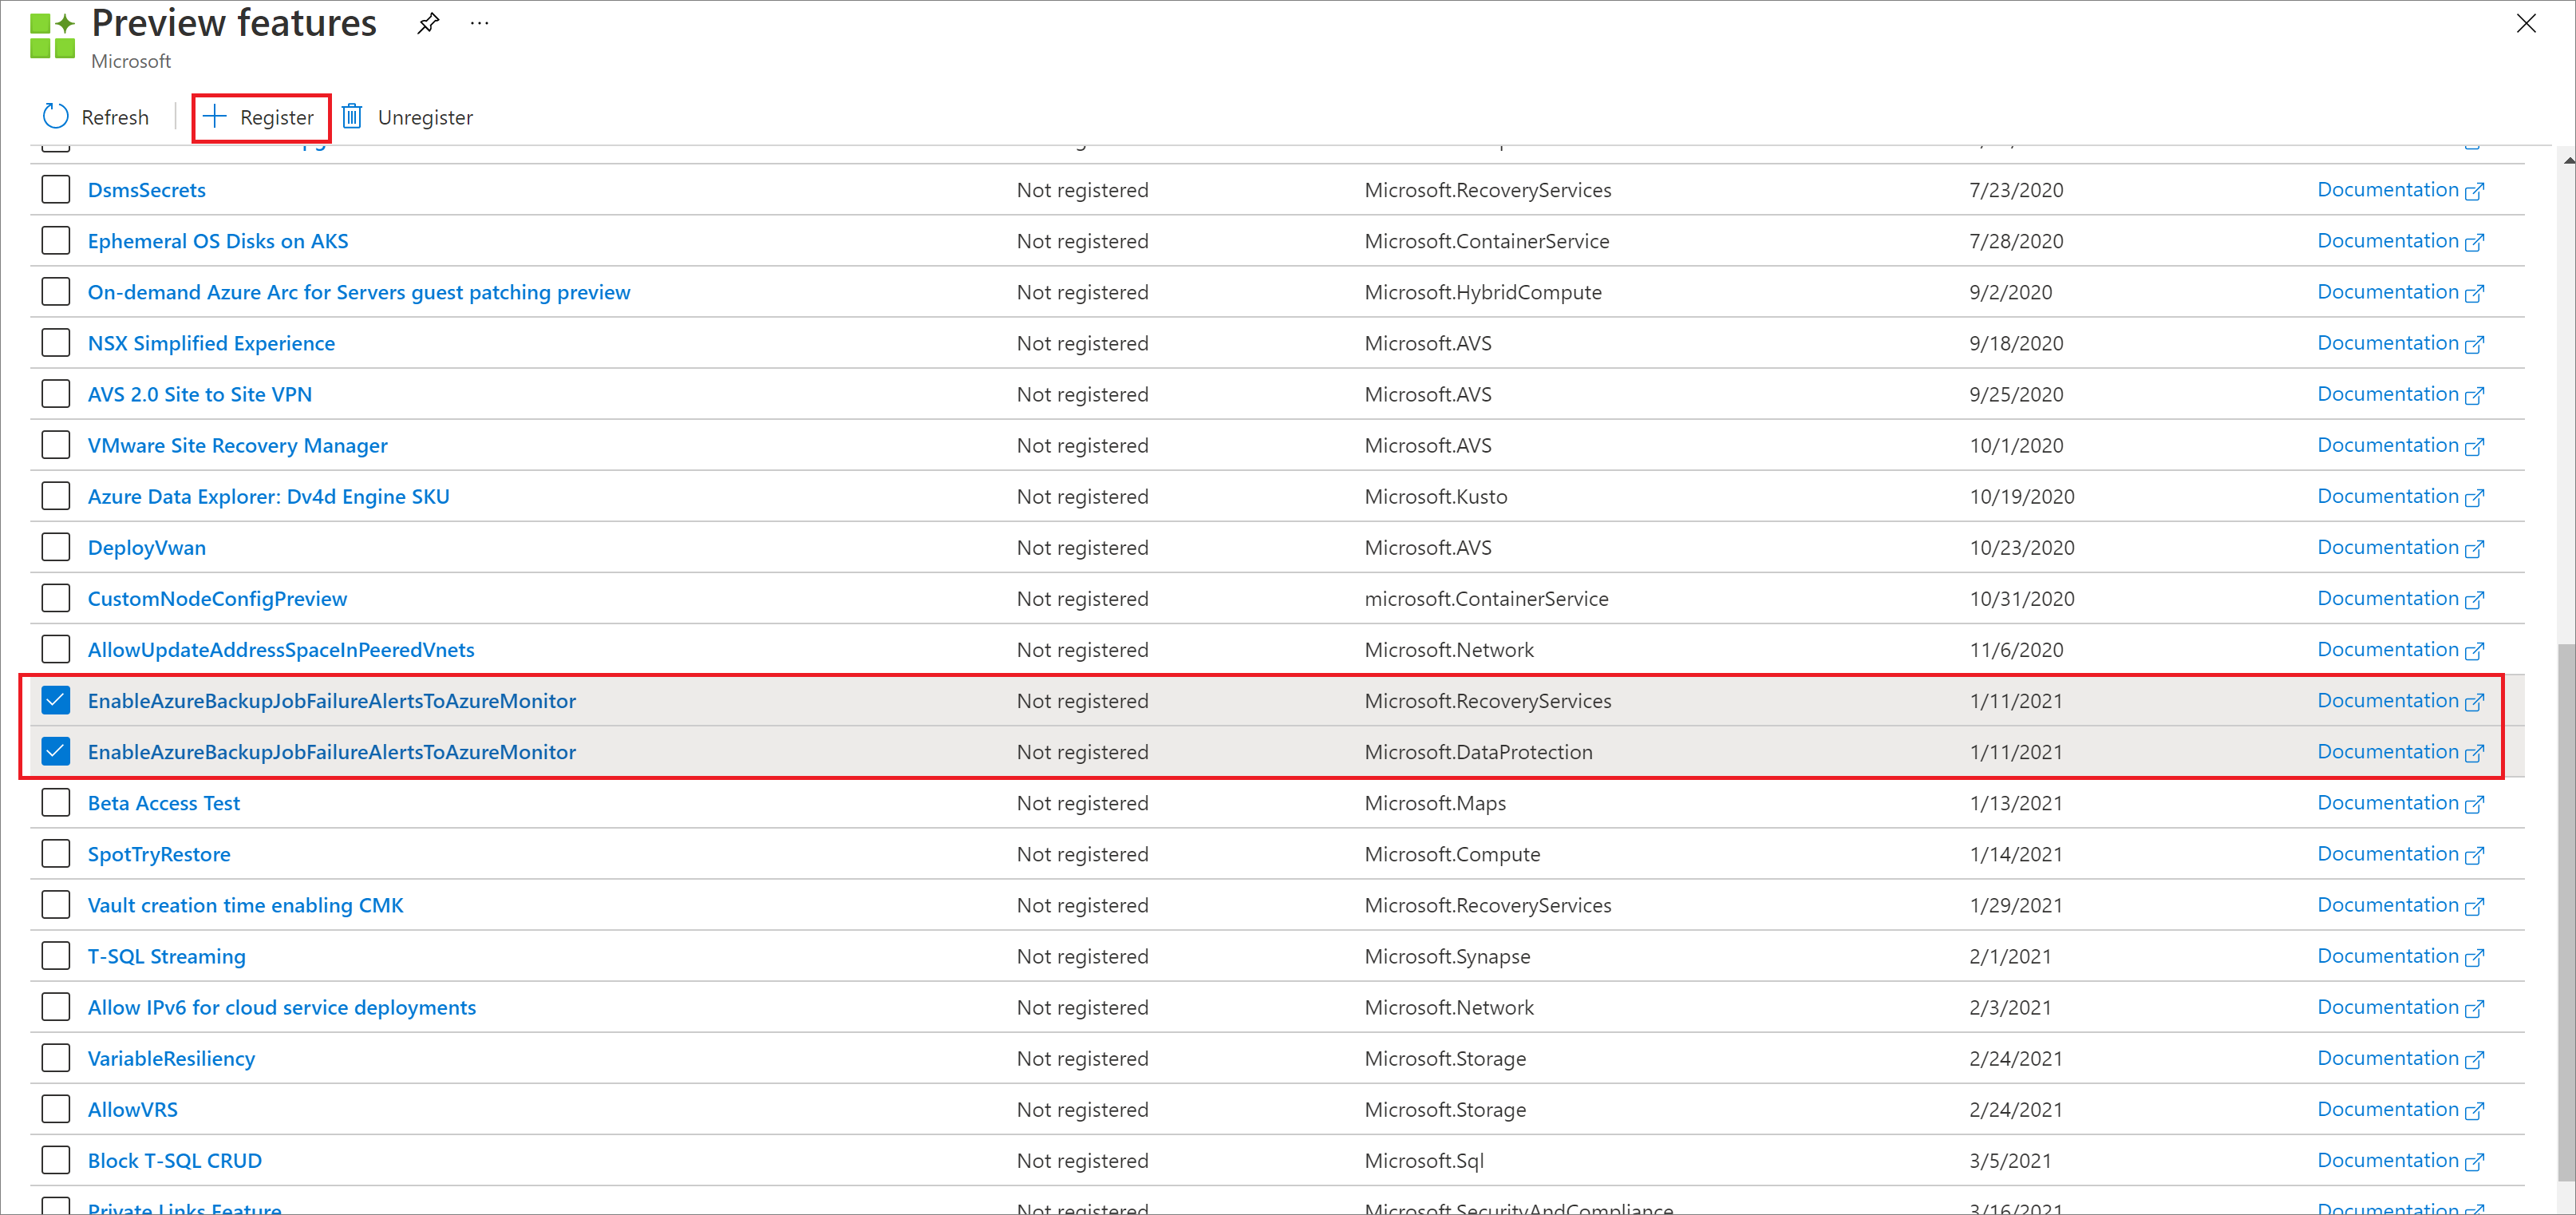 Preview features
Microsoft
Refresh Register Unregister
DsmsSecrets Not registered Microsoft.RecoveryServices 7/23/2020 Documentation
Ephemeral OS Disks on AKS Not registered Microsoft.ContainerService 7/28/2020 Documentation
On-demand Azure Arc for Servers guest patching preview Not registered Microsoft.HybridCompute 9/2/2020 Documentation
NSX Simplified Experience Not registered Microsoft.AVS 9/18/2020 Documentation
AVS 2.0 Site to Site VPN Not registered Microsoft.AVS 9/25/2020 Documentation
VMware Site Recovery Manager Not registered Microsoft.AVS 10/1/2020 Documentation
Azure Data Explorer: Dv4d Engine SKU Not registered Microsoft.Kusto 10/19/2020 Documentation
DeployVwan Not registered Microsoft.AVS 10/23/2020 Documentation
CustomNodeConfigPreview Not registered microsoft.ContainerService 10/31/2020 Documentation
AllowUpdateAddressSpaceInPeeredVnets Not registered Microsoft.Network 11/6/2020 Documentation
EnableAzureBackupJobFailureAlertsToAzureMonitor Not registered Microsoft.RecoveryServices 1/11/2021 Documentation
EnableAzureBackupJobFailureAlertsToAzureMonitor Not registered Microsoft.DataProtection 1/11/2021 Documentation
Beta Access Test Not registered Microsoft.Maps 1/13/2021 Documentation
SpotTryRestore Not registered Microsoft.Compute 1/14/2021 Documentation
Vault creation time enabling CMK Not registered Microsoft.RecoveryServices 1/29/2021 Documentation
T-SQL Streaming Not registered Microsoft.Synapse 2/1/2021 Documentation
Allow IPv6 for cloud service deployments Not registered Microsoft.Network 2/3/2021 Documentation
VariableResiliency Not registered Microsoft.Storage 2/24/2021 Documentation
AllowVRS Not registered Microsoft.Storage 2/24/2021 Documentation
Block T-SQL CRUD Not registered Microsoft.Sql 3/5/2021 Documentation
Private Links Feature Not registered Microsoft.SecurityAndCompliance 3/16/2021 Documentation